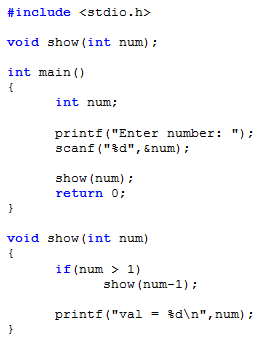 #include <stdio.h>
void show(int num);
int main()
{
int num;
printf("Enter number: ");
scanf("%d",&num);
show(num);
return 0;
}
void show(int num)
{
if(num > 1)
show(num-1);
printf("val = %d\n",num);
}